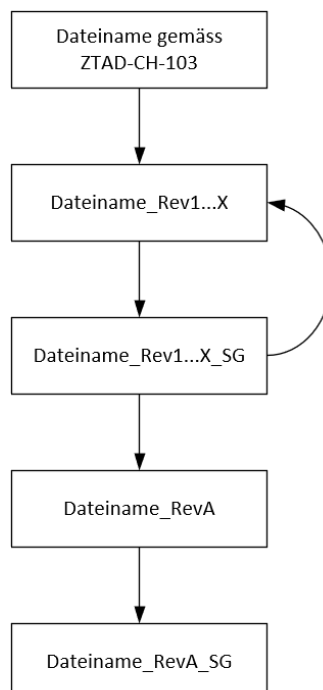 Dateiname gemäss
ZTAD-CH-103
Dateiname_Rev1...X
Dateiname_Rev1...X_SG
Dateiname_RevA
Dateiname_RevA_SG